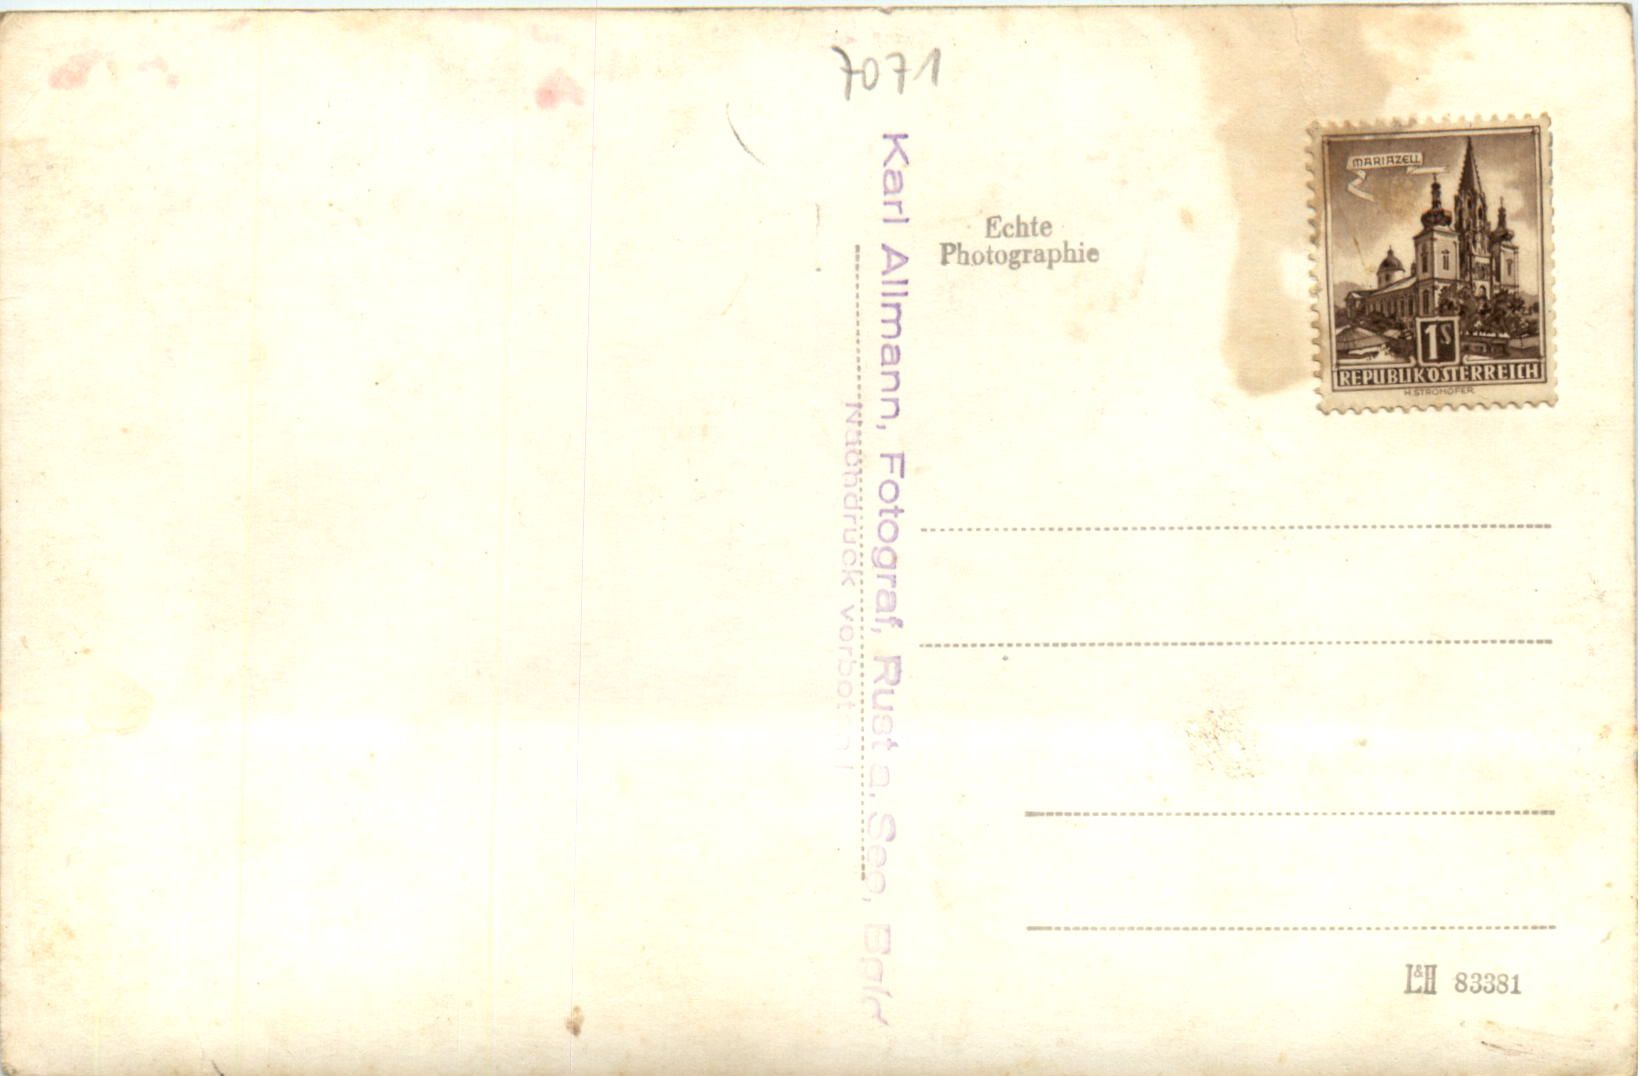 7071
Karl Allmann, Fotograf, Rust a. See, Bgld
Nachdruck verboten!
Echte
Photographie
MARIAZELL
1S
REPUBLIK ÖSTERREICH
H. STROHOFER
L&H 83381